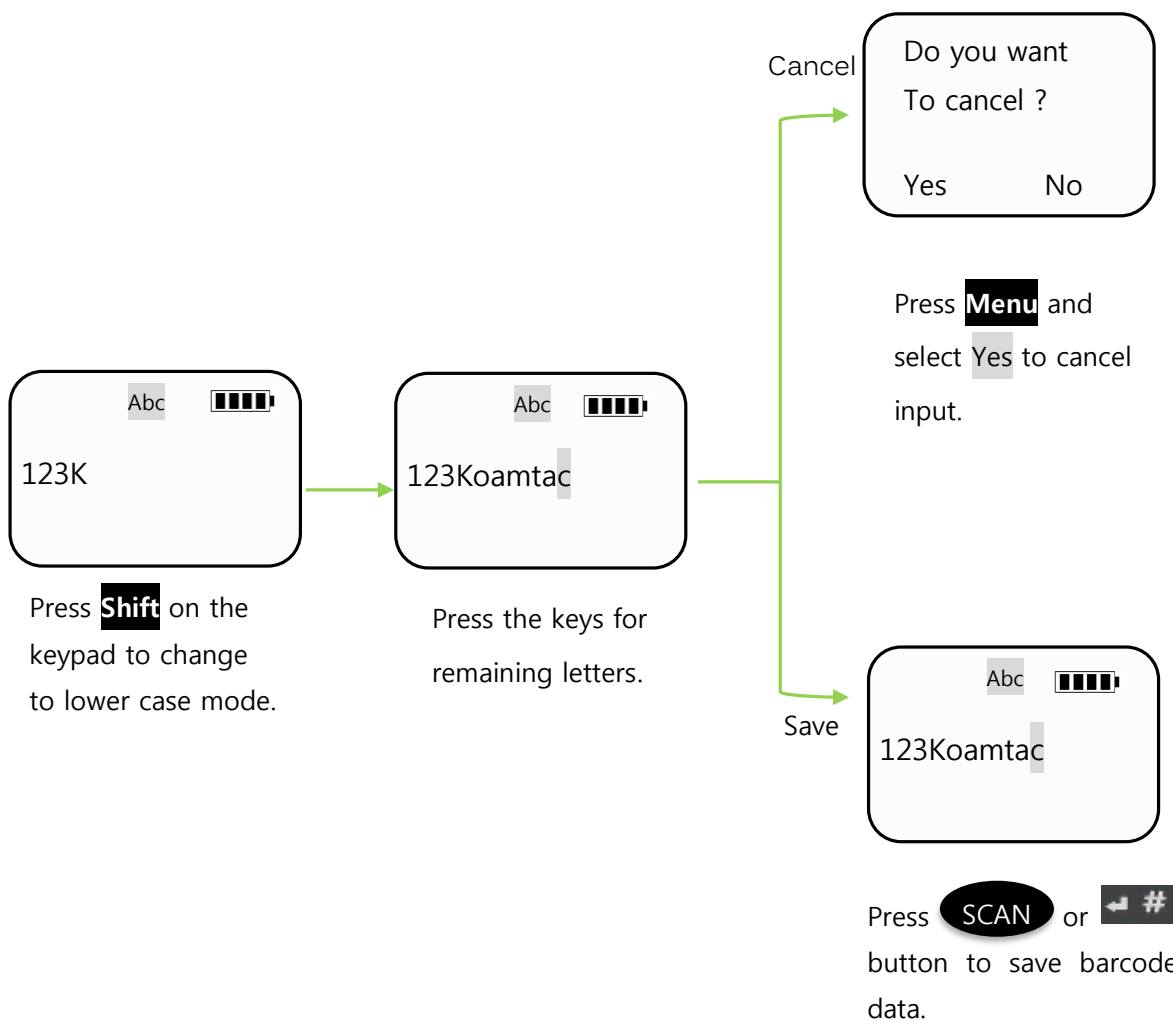 Abc
123K
Press Shift on the
keypad to change
to lower case mode.
Abc
123Koamtac
Press the keys for
remaining letters.
Cancel
Do you want
To cancel ?
Yes No
Press Menu and
select Yes to cancel
input.
Save
Abc
123Koamtac
Press SCAN or ↵ #
button to save barcode
data.